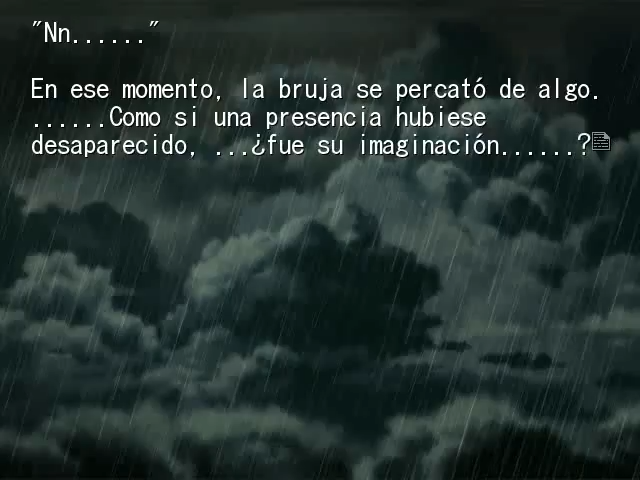 "Nn......"
En ese momento, la bruja se percató de algo.
......Como si una presencia hubiese
desaparecido, ...¿fue su imaginación......?